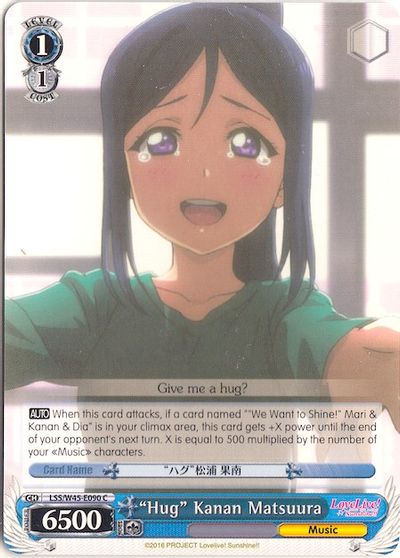 LEVEL
1
1
COST
Give me a hug?
AUTO When this card attacks, if a card named ""We Want to Shine!" Mari &
Kanan & Dia" is in your climax area, this card gets +X power until the end
of your opponent's next turn. X is equal to 500 multiplied by the number of
your «Music» characters.
Card Name
“ハグ”松浦 果南
CH LSS/W45-E090 C
6500
“Hug” Kanan Matsuura
LoveLive!
Sunshine!!
Music
©2016 PROJECT Lovelive! Sunshine!!